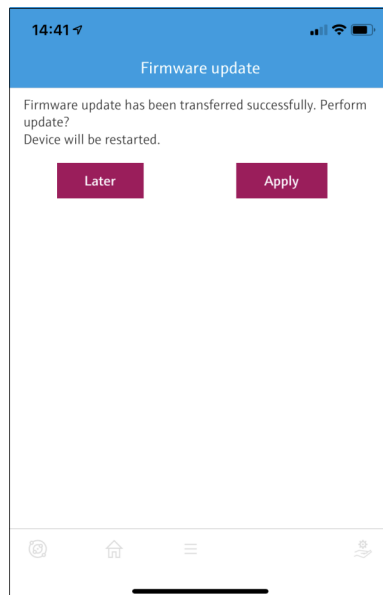 14:41
Firmware update
Firmware update has been transferred successfully. Perform
update?
Device will be restarted.
Later Apply